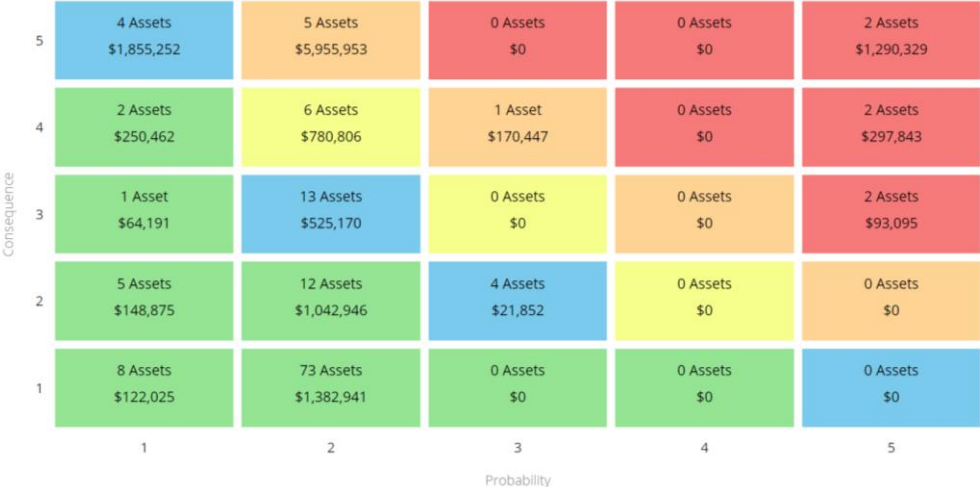 4 Assets
$1,855,252
5 Assets
$5,955,953
0 Assets
$0
0 Assets
$0
2 Assets
$1,290,329
5
2 Assets
$250,462
6 Assets
$780,806
1 Asset
$170,447
0 Assets
$0
2 Assets
$297,843
4
1 Asset
$64,191
13 Assets
$525,170
0 Assets
$0
0 Assets
$0
2 Assets
$93,095
3
Consequence
5 Assets
$148,875
12 Assets
$1,042,946
4 Assets
$21,852
0 Assets
$0
0 Assets
$0
2
8 Assets
$122,025
73 Assets
$1,382,941
0 Assets
$0
0 Assets
$0
0 Assets
$0
1
1
2
3
4
5
Probability